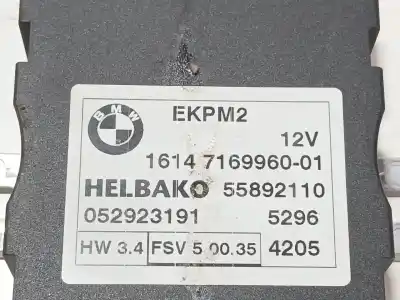 BMW
EKPM2
12V
1614 7169960-01
HELBAKO 55892110
052923191 5296
HW 3.4 FSV 5.00.35 4205